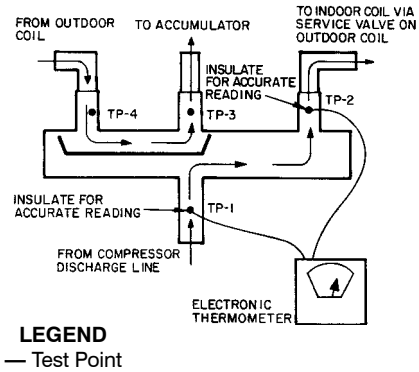 FROM OUTDOOR
COIL
TO ACCUMULATOR
TO INDOOR COIL VIA
SERVICE VALVE ON
OUTDOOR COIL
INSULATE
FOR ACCURATE
READING
TP-4
TP-3
TP-2
INSULATE FOR
ACCURATE READING
TP-1
FROM COMPRESSOR
DISCHARGE LINE
ELECTRONIC
THERMOMETER
LEGEND
— Test Point